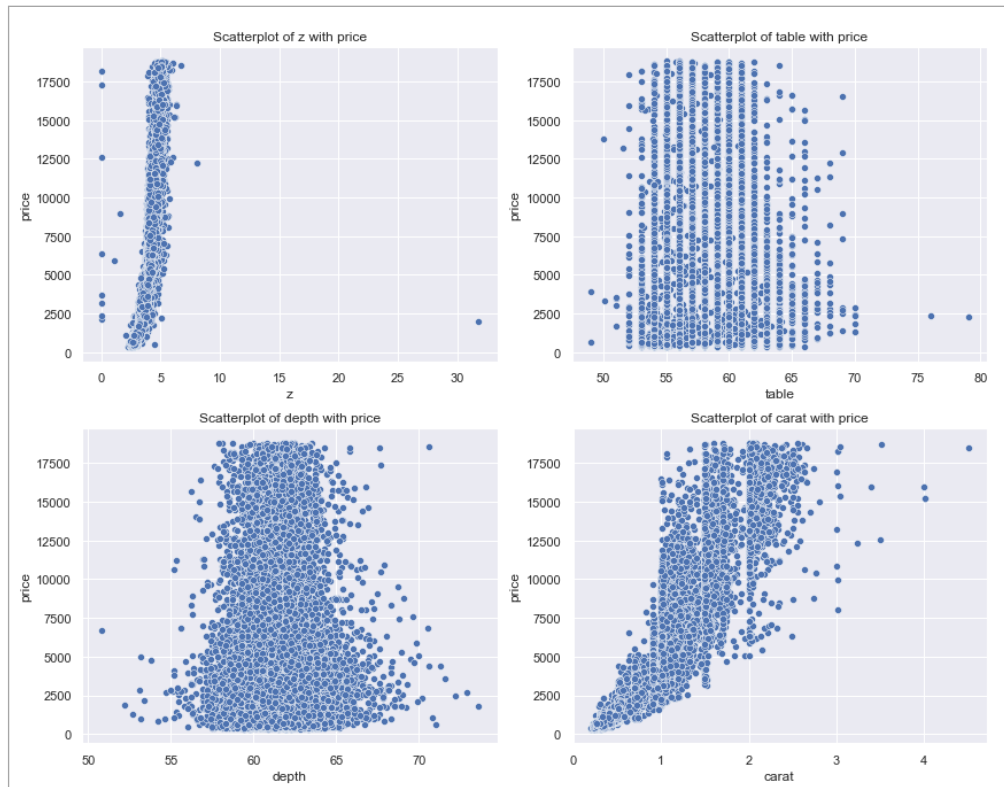 Scatterplot of z with price
price
17500
15000
12500
10000
7500
5000
2500
0
0 5 10 15 20 25 30
z
Scatterplot of table with price
price
17500
15000
12500
10000
7500
5000
2500
0
50 55 60 65 70 75 80
table
Scatterplot of depth with price
price
17500
15000
12500
10000
7500
5000
2500
0
50 55 60 65 70
depth
Scatterplot of carat with price
price
17500
15000
12500
10000
7500
5000
2500
0
0 1 2 3 4
carat